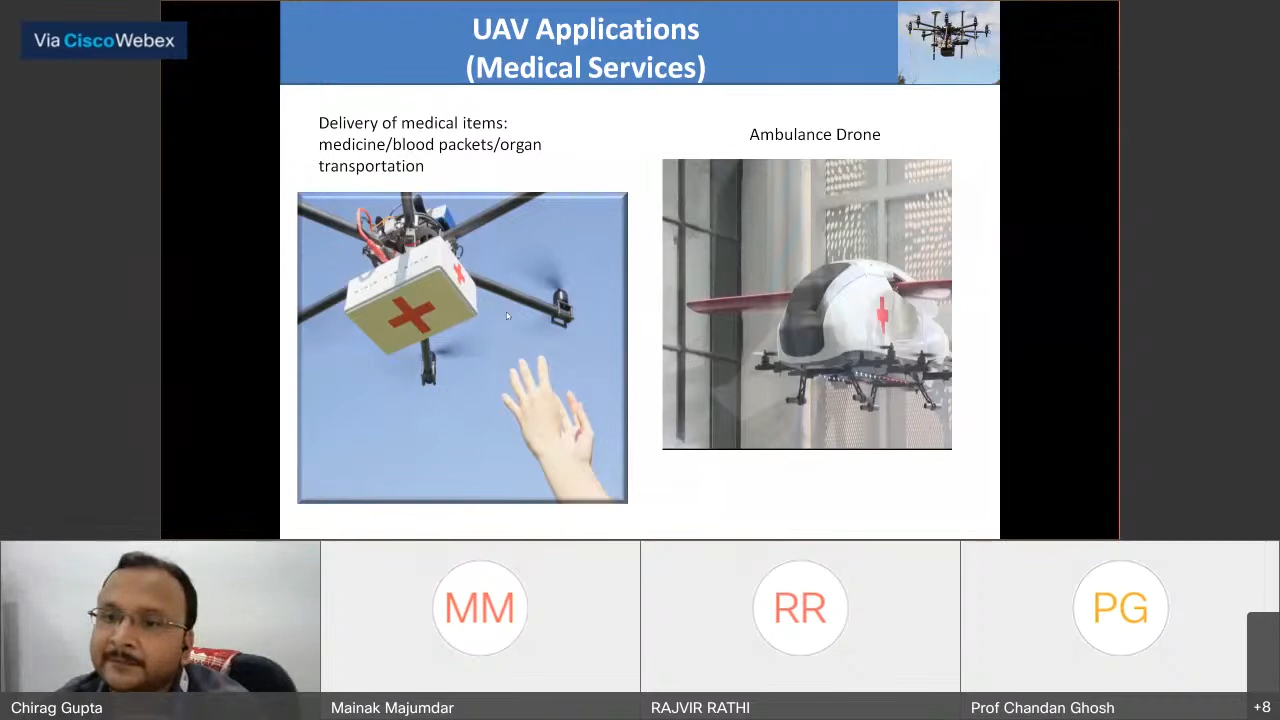 Via CiscoWebex
UAV Applications
(Medical Services)
Delivery of medical items:
medicine/blood packets/organ
transportation
Ambulance Drone
MM
RR
PG
Chirag Gupta
Mainak Majumdar
RAJVIR RATHI
Prof Chandan Ghosh
+8